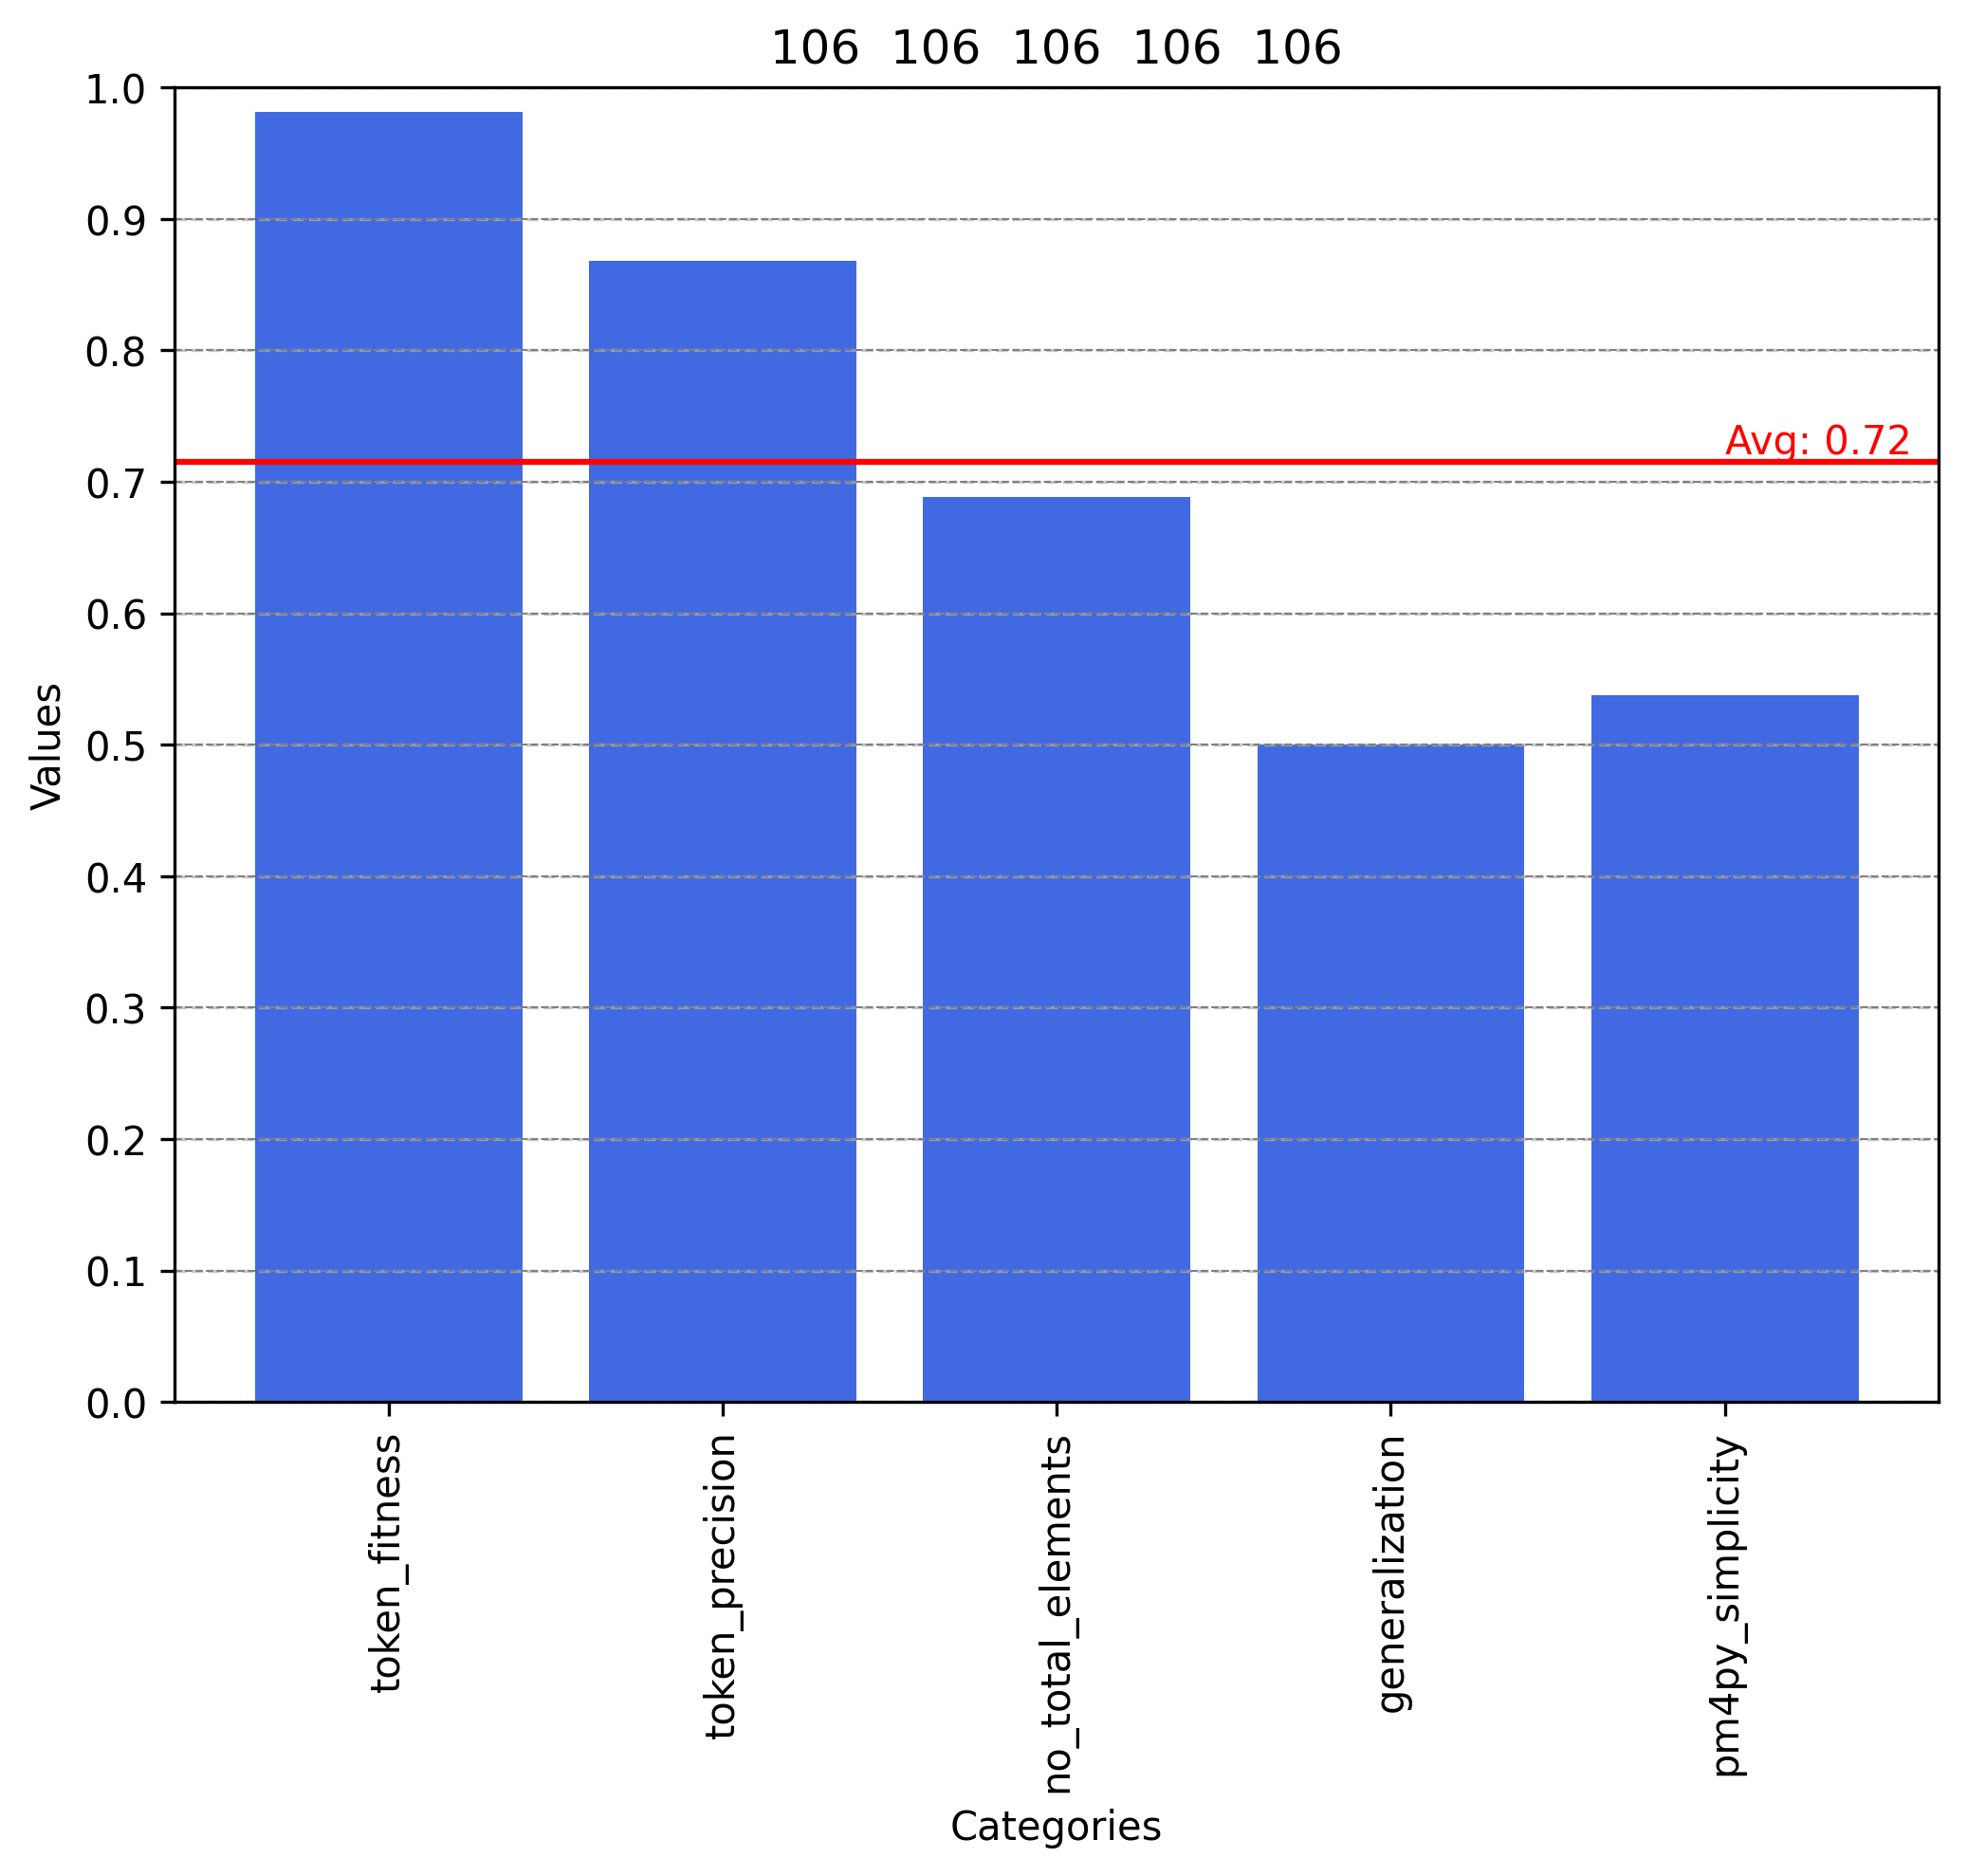 106 106 106 106 106
1.0
0.9
0.8
0.7
0.6
0.5
0.4
0.3
0.2
0.1
0.0
Values
Avg: 0.72
token_fitness
token_precision
no_total_elements
generalization
pm4py_simplicity
Categories